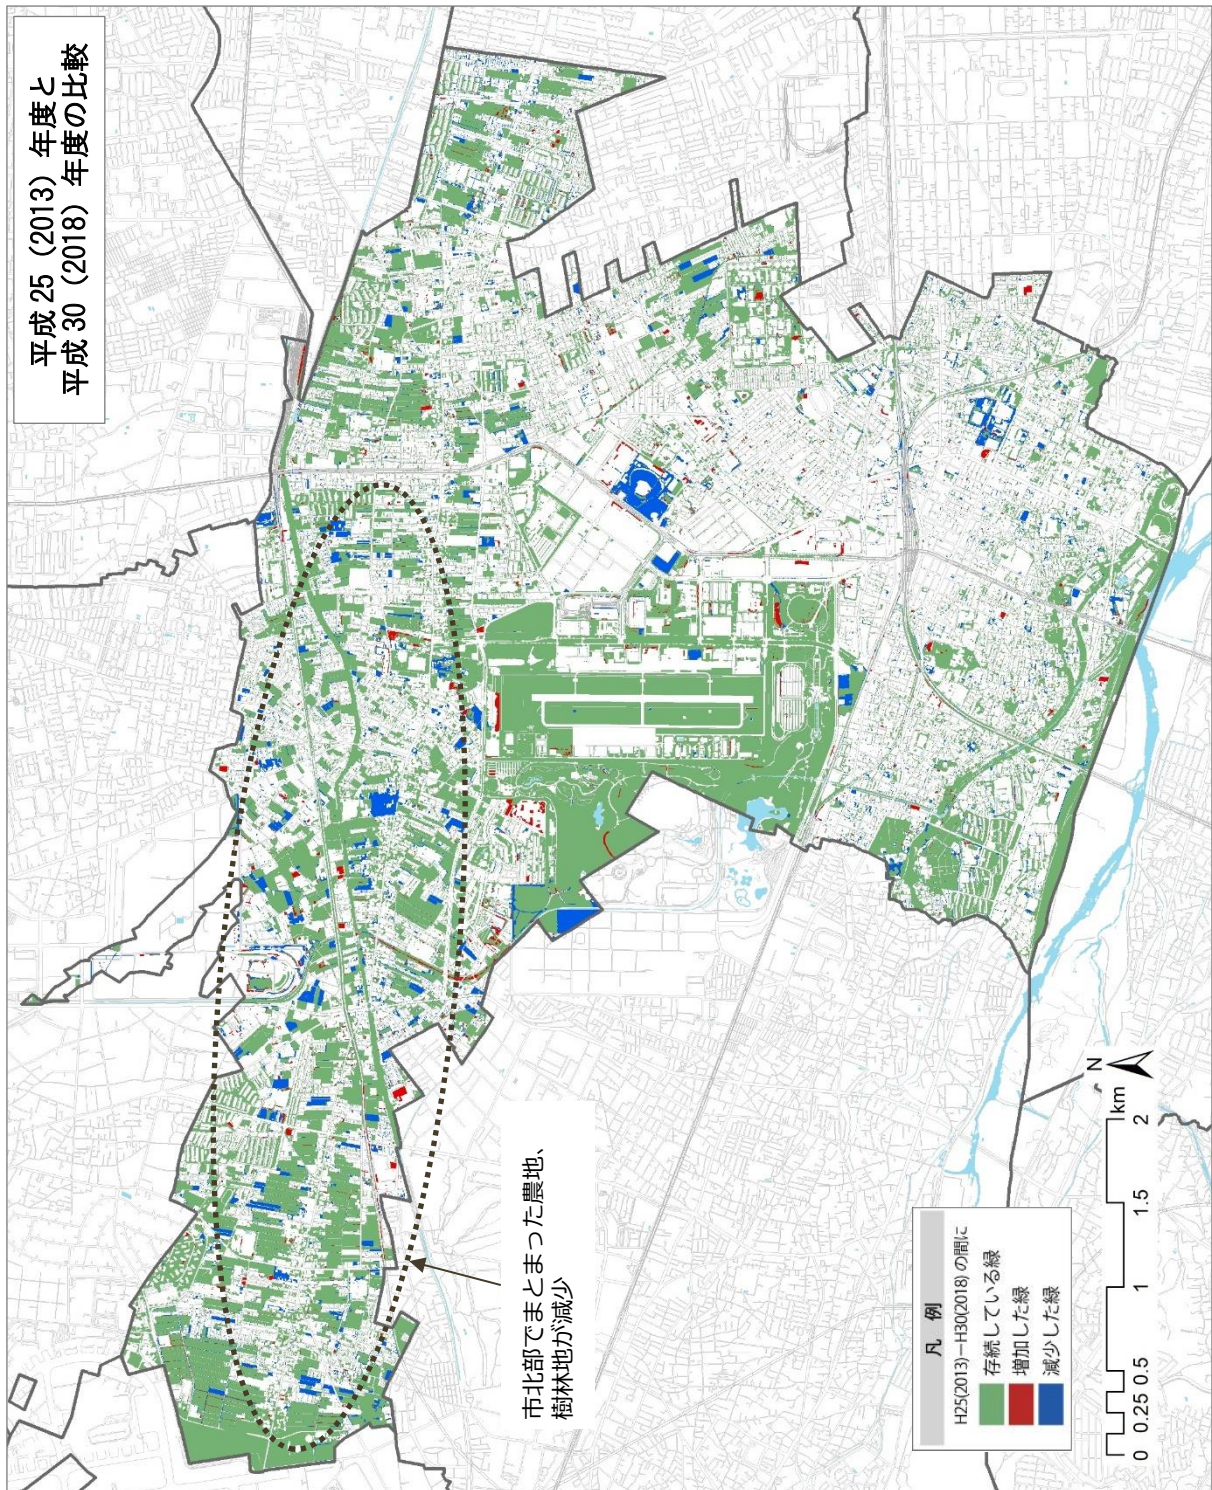 平成 25（2013）年度と
平成 30（2018）年度の比較
市北部でまとまった農地、
樹林地が減少
凡 例
H25(2013)－H30(2018) の間に
存続している緑
増加した緑
減少した緑
N
km
0 0.25 0.5 1 1.5 2